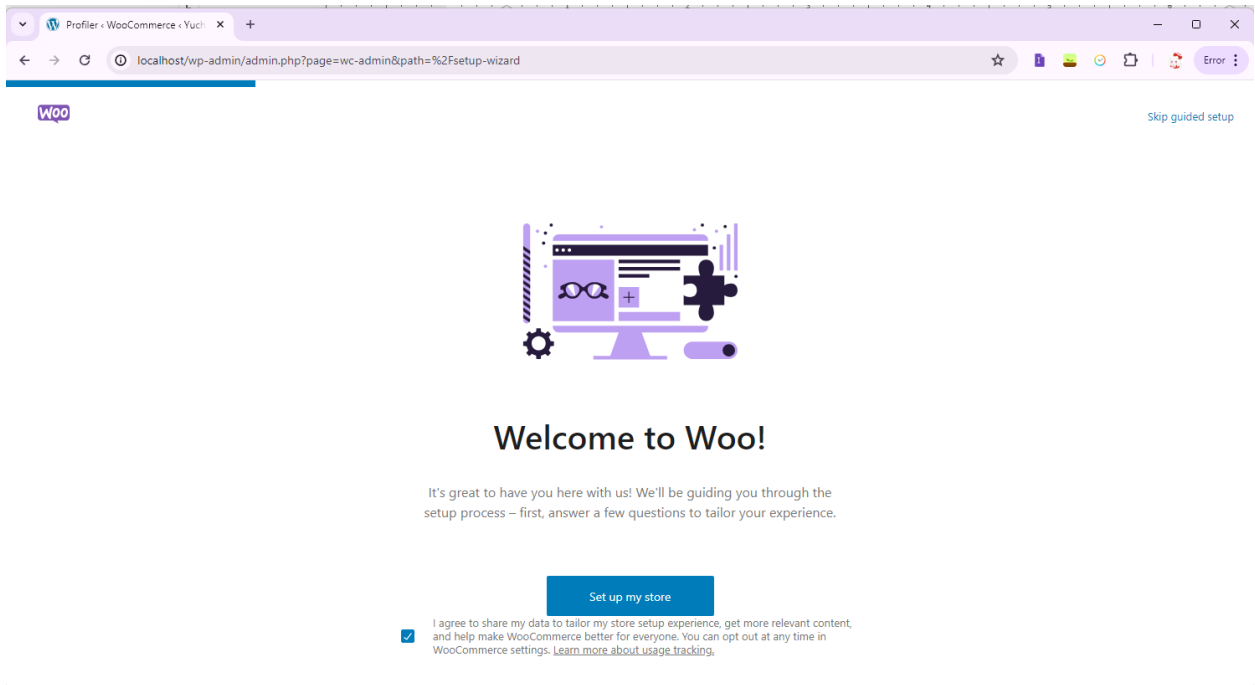 Profiler ‹ WooCommerce ‹ Yuch
localhost/wp-admin/admin.php?page=wc-admin&path=%2Fsetup-wizard
Error
Woo
Skip guided setup
Welcome to Woo!
It's great to have you here with us! We'll be guiding you through the
setup process – first, answer a few questions to tailor your experience.
Set up my store
I agree to share my data to tailor my store setup experience, get more relevant content,
and help make WooCommerce better for everyone. You can opt out at any time in
WooCommerce settings. Learn more about usage tracking.